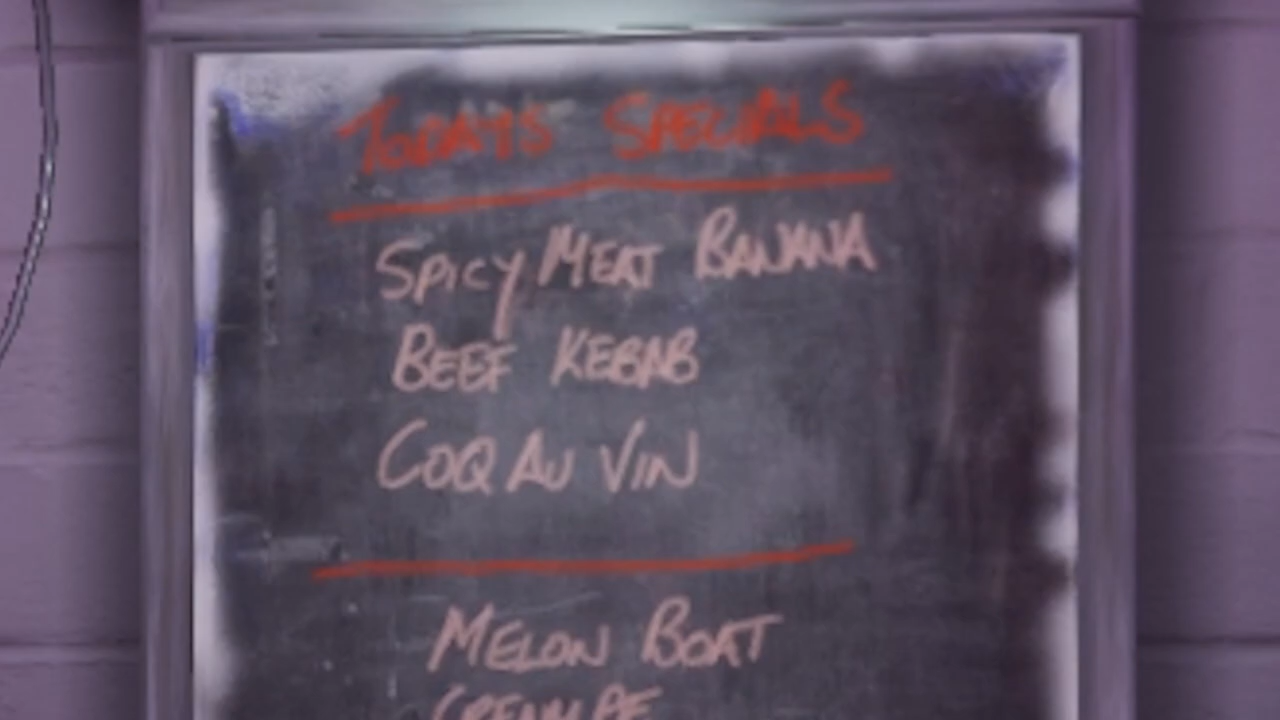 TODAYS SPECIALS
SPICY MEAT BANANA
BEEF KEBAB
COQ AU VIN
MELON BOAT